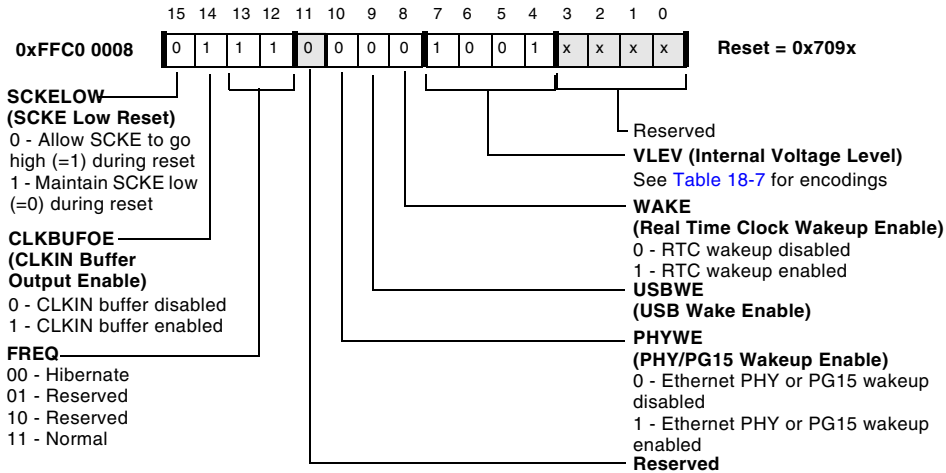 15 14 13 12 11 10 9 8 7 6 5 4 3 2 1 0
0xFFC0 0008
0 1 1 1 0 0 0 0 1 0 0 1 x x x x
Reset = 0x709x
SCKELOW
(SCKE Low Reset)
0 - Allow SCKE to go
high (=1) during reset
1 - Maintain SCKE low
(=0) during reset
CLKBUFOE
(CLKIN Buffer
Output Enable)
0 - CLKIN buffer disabled
1 - CLKIN buffer enabled
FREQ
00 - Hibernate
01 - Reserved
10 - Reserved
11 - Normal
Reserved
VLEV (Internal Voltage Level)
See Table 18-7 for encodings
WAKE
(Real Time Clock Wakeup Enable)
0 - RTC wakeup disabled
1 - RTC wakeup enabled
USBWE
(USB Wake Enable)
PHYWE
(PHY/PG15 Wakeup Enable)
0 - Ethernet PHY or PG15 wakeup
disabled
1 - Ethernet PHY or PG15 wakeup
enabled
Reserved